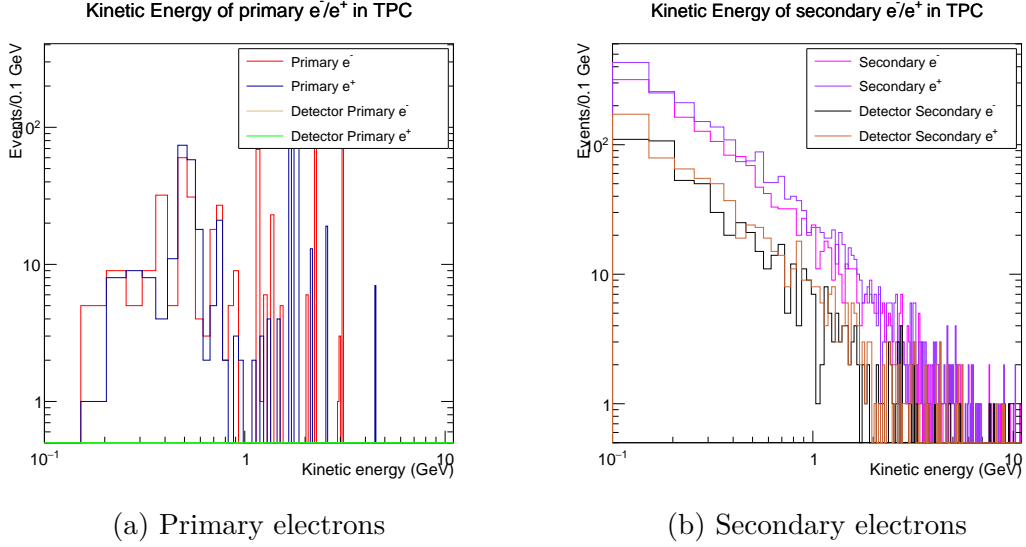 Kinetic Energy of primary e⁻/e⁺ in TPC
Events/0.1 GeV
10²
10
1
Primary e⁻
Primary e⁺
Detector Primary e⁻
Detector Primary e⁺
10⁻¹ 1 10
Kinetic energy (GeV)
(a) Primary electrons
Kinetic Energy of secondary e⁻/e⁺ in TPC
Events/0.1 GeV
10²
10
1
Secondary e⁻
Secondary e⁺
Detector Secondary e⁻
Detector Secondary e⁺
10⁻¹ 1 10
Kinetic energy (GeV)
(b) Secondary electrons